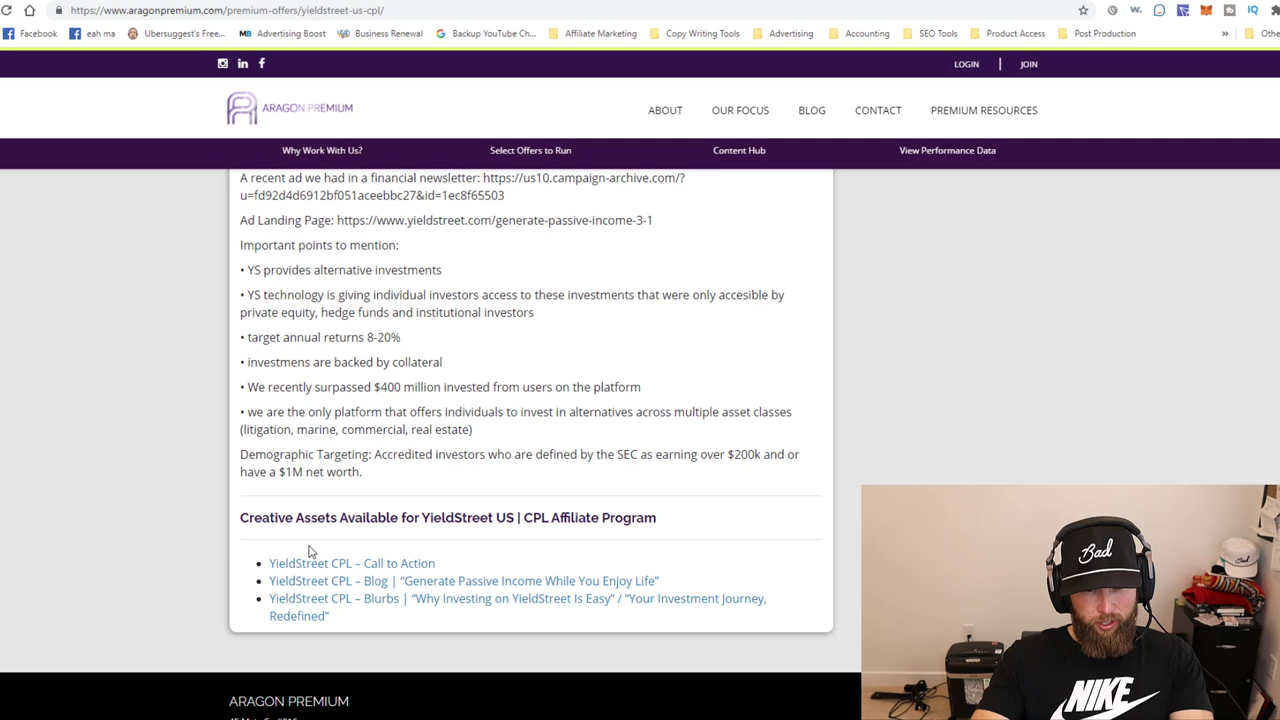 https://www.aragonpremium.com/premium-offers/yieldstreet-us-cpl/
Facebook
eah ma
Ubersuggest's Free...
Advertising Boost
Business Renewal
Backup YouTube Ch...
Affiliate Marketing
Copy Writing Tools
Advertising
Accounting
SEO Tools
Product Access
Post Production
»
Othe
LOGIN | JOIN
ARAGON PREMIUM
ABOUT
OUR FOCUS
BLOG
CONTACT
PREMIUM RESOURCES
Why Work With Us?
Select Offers to Run
Content Hub
View Performance Data
A recent ad we had in a financial newsletter: https://us10.campaign-archive.com/?
u=fd92d4d6912bf051aceebbc27&id=1ec8f65503
Ad Landing Page: https://www.yieldstreet.com/generate-passive-income-3-1
Important points to mention:
• YS provides alternative investments
• YS technology is giving individual investors access to these investments that were only accesible by
private equity, hedge funds and institutional investors
• target annual returns 8-20%
• investmens are backed by collateral
• We recently surpassed $400 million invested from users on the platform
• we are the only platform that offers individuals to invest in alternatives across multiple asset classes
(litigation, marine, commercial, real estate)
Demographic Targeting: Accredited investors who are defined by the SEC as earning over $200k and or
have a $1M net worth.
Creative Assets Available for YieldStreet US | CPL Affiliate Program
• YieldStreet CPL – Call to Action
• YieldStreet CPL – Blog | “Generate Passive Income While You Enjoy Life”
• YieldStreet CPL – Blurbs | “Why Investing on YieldStreet Is Easy” / “Your Investment Journey,
Redefined”
ARAGON PREMIUM
Bad
NIKE